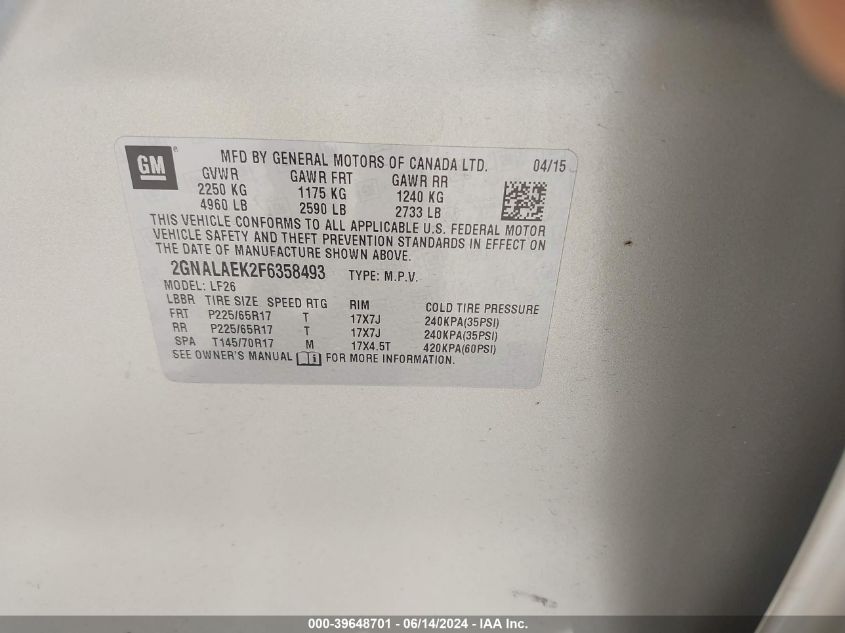 GM ® MFD BY GENERAL MOTORS OF CANADA LTD. 04/15
GVWR GAWR FRT GAWR RR
2250 KG 1175 KG 1240 KG
4960 LB 2590 LB 2733 LB
THIS VEHICLE CONFORMS TO ALL APPLICABLE U.S. FEDERAL MOTOR
VEHICLE SAFETY AND THEFT PREVENTION STANDARDS IN EFFECT ON
THE DATE OF MANUFACTURE SHOWN ABOVE.
2GNALAEK2F6358493 TYPE: M.P.V.
MODEL: LF26
LBBR TIRE SIZE SPEED RTG RIM COLD TIRE PRESSURE
FRT P225/65R17 T 17X7J 240KPA(35PSI)
RR P225/65R17 T 17X7J 240KPA(35PSI)
SPA T145/70R17 M 17X4.5T 420KPA(60PSI)
SEE OWNER'S MANUAL i FOR MORE INFORMATION.
000-39648701 - 06/14/2024 - IAA Inc.